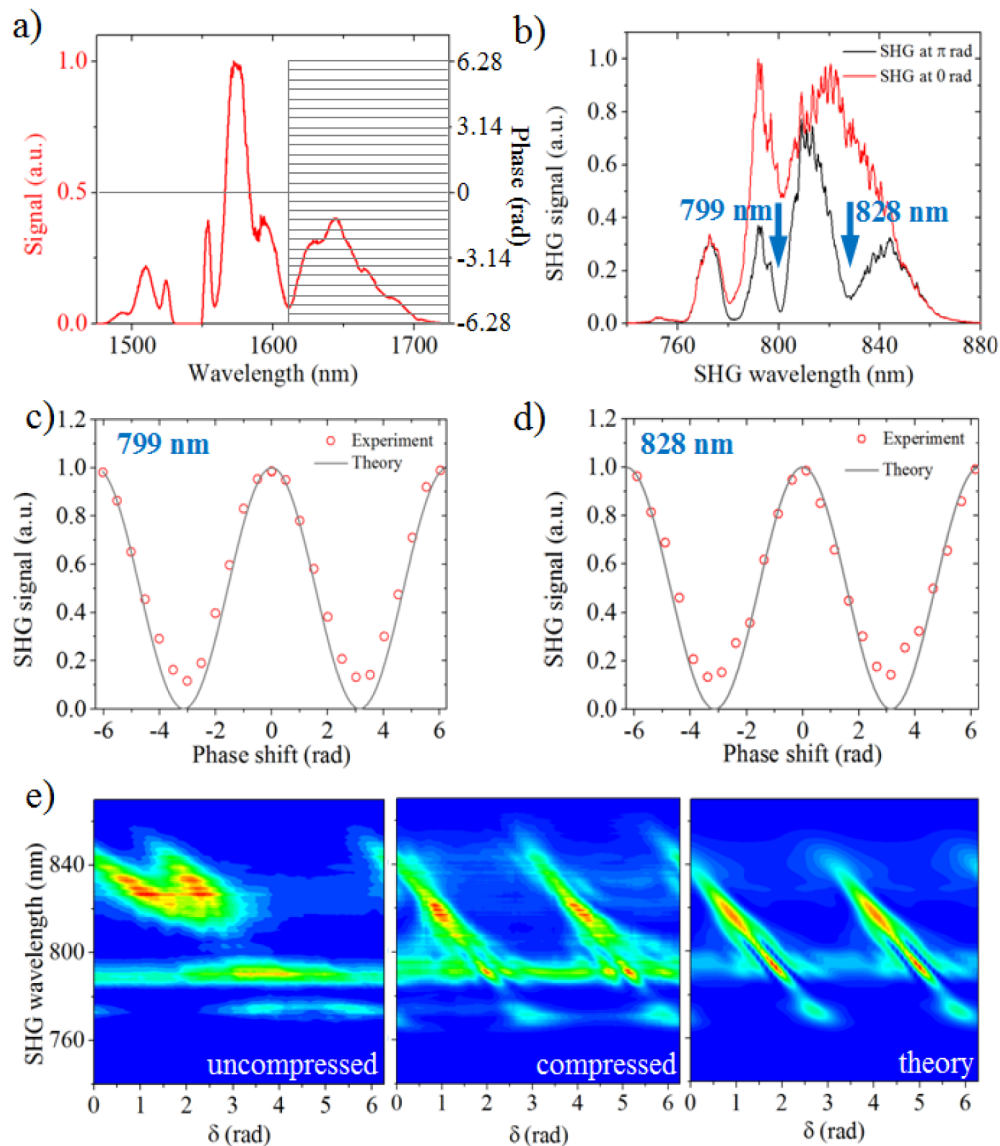 a)
1.0
0.5
0.0
Signal (a.u.)
6.28
3.14
0
-3.14
-6.28
Phase (rad)
1500
1600
1700
Wavelength (nm)
b)
SHG at π rad
SHG at 0 rad
1.0
0.8
0.6
0.4
0.2
0.0
SHG signal (a.u.)
799 nm
828 nm
760
800
840
880
SHG wavelength (nm)
c)
799 nm
Experiment
Theory
1.2
1.0
0.8
0.6
0.4
0.2
0.0
SHG signal (a.u.)
-6 -4 -2 0 2 4 6
Phase shift (rad)
d)
828 nm
Experiment
Theory
1.2
1.0
0.8
0.6
0.4
0.2
0.0
SHG signal (a.u.)
-6 -4 -2 0 2 4 6
Phase shift (rad)
e)
840
800
760
SHG wavelength (nm)
uncompressed
compressed
theory
0 1 2 3 4 5 6
0 1 2 3 4 5 6
0 1 2 3 4 5 6
δ (rad)
δ (rad)
δ (rad)